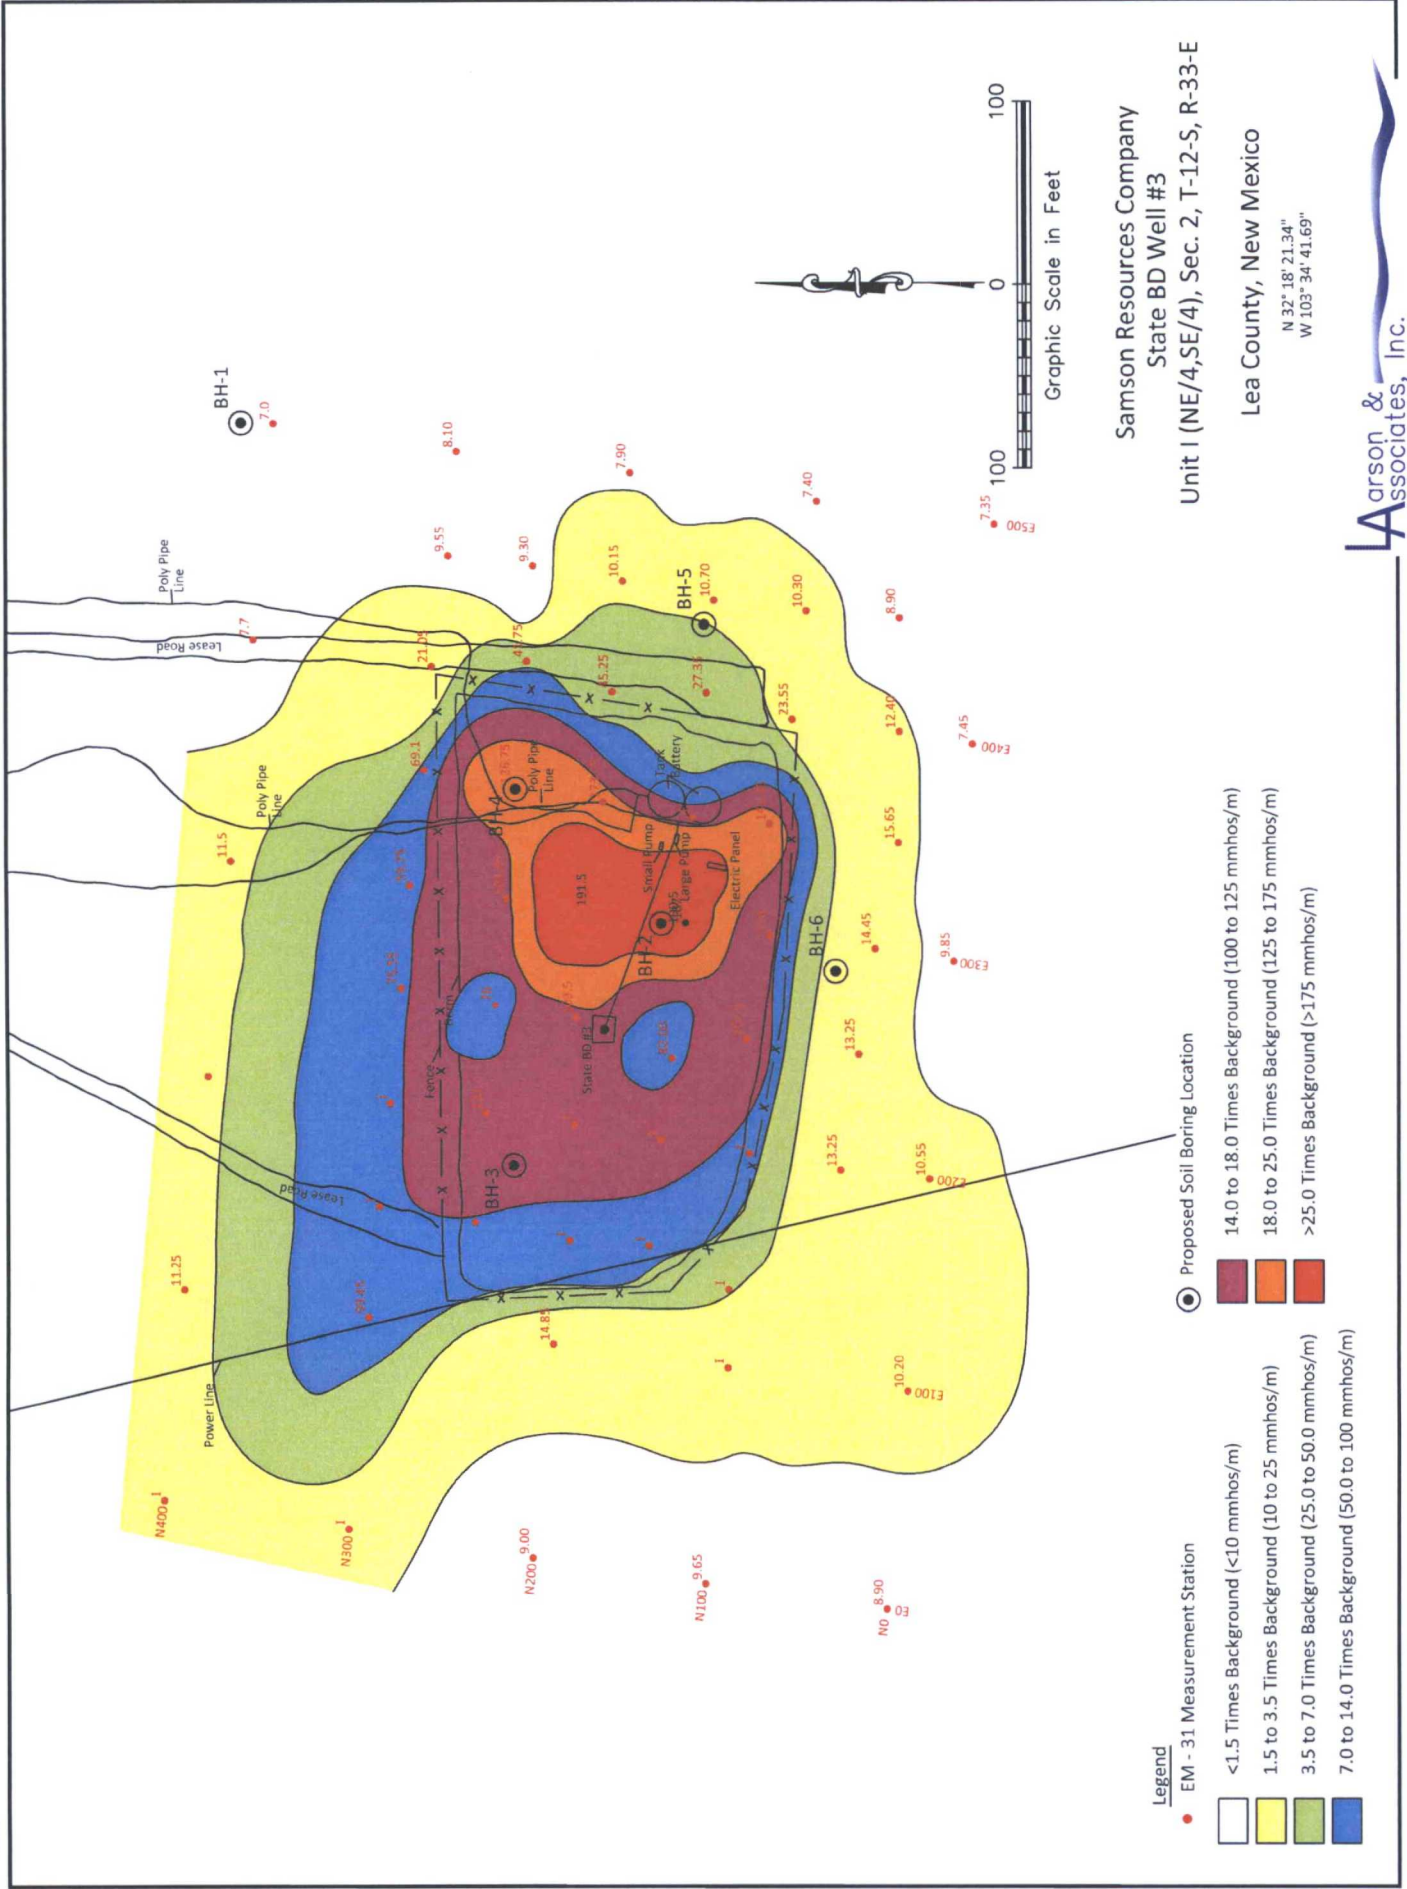 BH-1
7.0
8.10
7.90
7.40
7.35
E500
Poly Pipe
Line
9.55
9.30
10.15
10.70
10.30
8.90
BH-5
Lease Road
7.7
21.05
27.35
23.55
12.40
7.45
E400
Poly Pipe
Line
69.1
Poly Pipe
Line
BH-4
Tank
Battery
11.5
191.5
Small Pump
Large Pump
Electric Panel
15.65
BH-2
BH-6
14.45
9.85
E300
Fence
State BD #3
13.25
Lease Road
BH-3
13.25
10.55
E200
11.25
99.45
14.85
Power Line
10.20
E100
N400
N300
N200
9.00
N100
9.65
N0
8.90
E0
100
0
100
Graphic Scale in Feet
Samson Resources Company
State BD Well #3
Unit I (NE/4,SE/4), Sec. 2, T-12-S, R-33-E
Lea County, New Mexico
N 32° 18' 21.34"
W 103° 34' 41.69"
Larson &
Associates, Inc.
Legend
EM - 31 Measurement Station
Proposed Soil Boring Location
<1.5 Times Background (<10 mmhos/m)
1.5 to 3.5 Times Background (10 to 25 mmhos/m)
3.5 to 7.0 Times Background (25.0 to 50.0 mmhos/m)
7.0 to 14.0 Times Background (50.0 to 100 mmhos/m)
14.0 to 18.0 Times Background (100 to 125 mmhos/m)
18.0 to 25.0 Times Background (125 to 175 mmhos/m)
>25.0 Times Background (>175 mmhos/m)